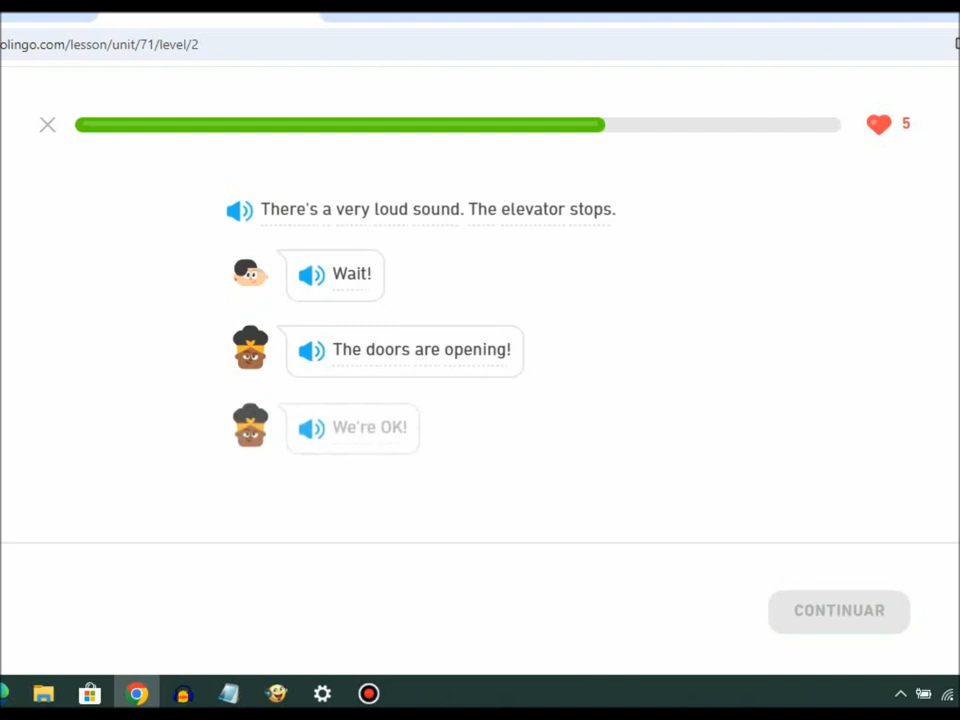 olingo.com/lesson/unit/71/level/2
5
There's a very loud sound. The elevator stops.
Wait!
The doors are opening!
We're OK!
CONTINUAR